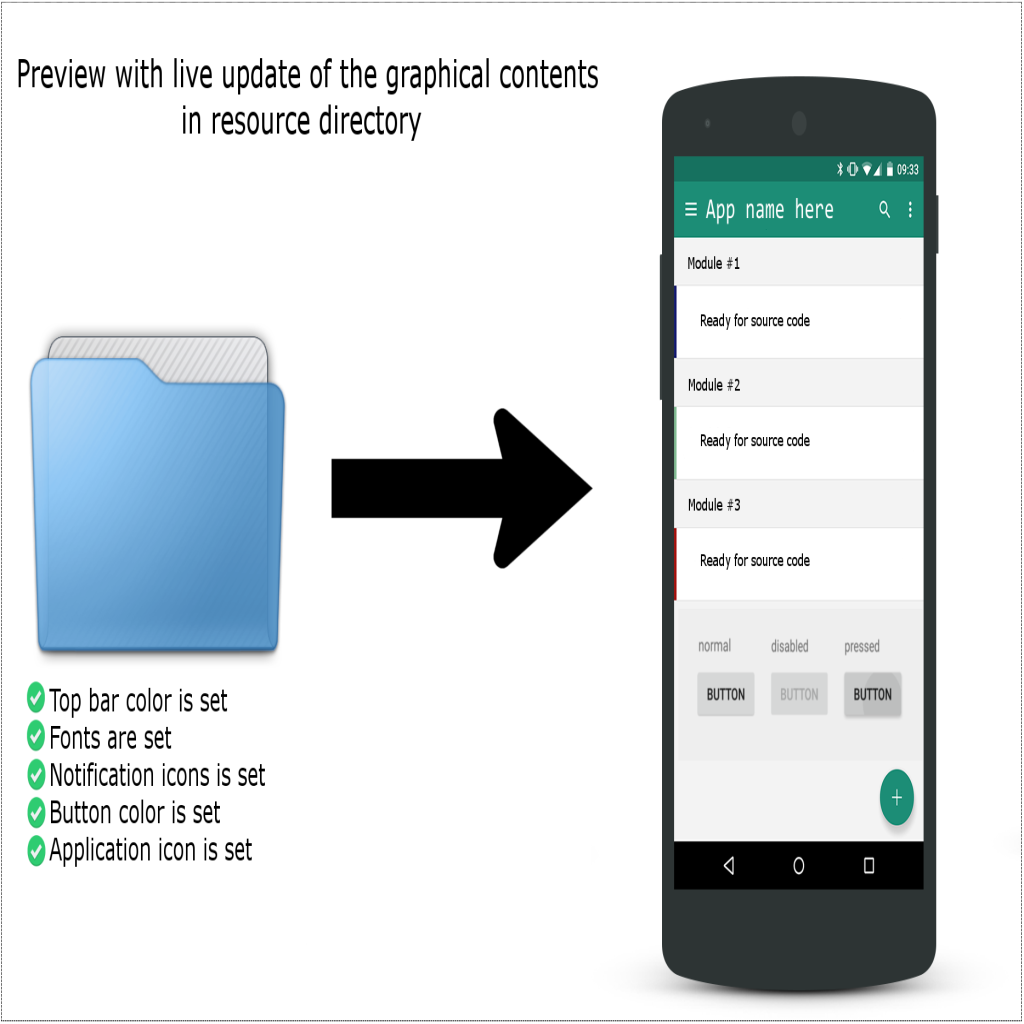 Preview with live update of the graphical contents
in resource directory
09:33
App name here
Module #1
Ready for source code
Module #2
Ready for source code
Module #3
Ready for source code
normal disabled pressed
BUTTON BUTTON BUTTON
Top bar color is set
Fonts are set
Notification icons is set
Button color is set
Application icon is set